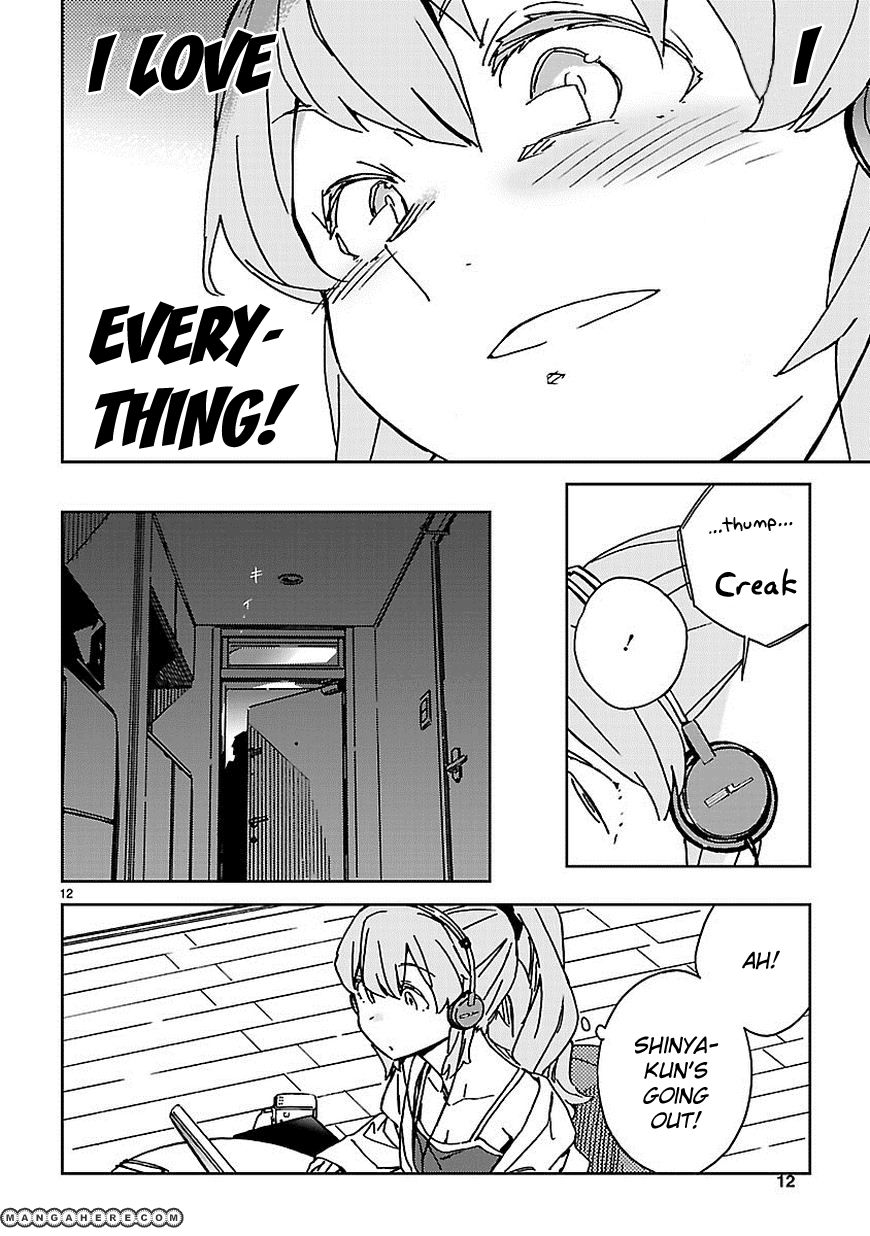 I
I LOVE
EVERY-
THING!
...thump...
Creak
!
キ
ィ
12
AH!
SHINYA-
KUN'S
GOING
OUT!
12
MANGAHERE.COM